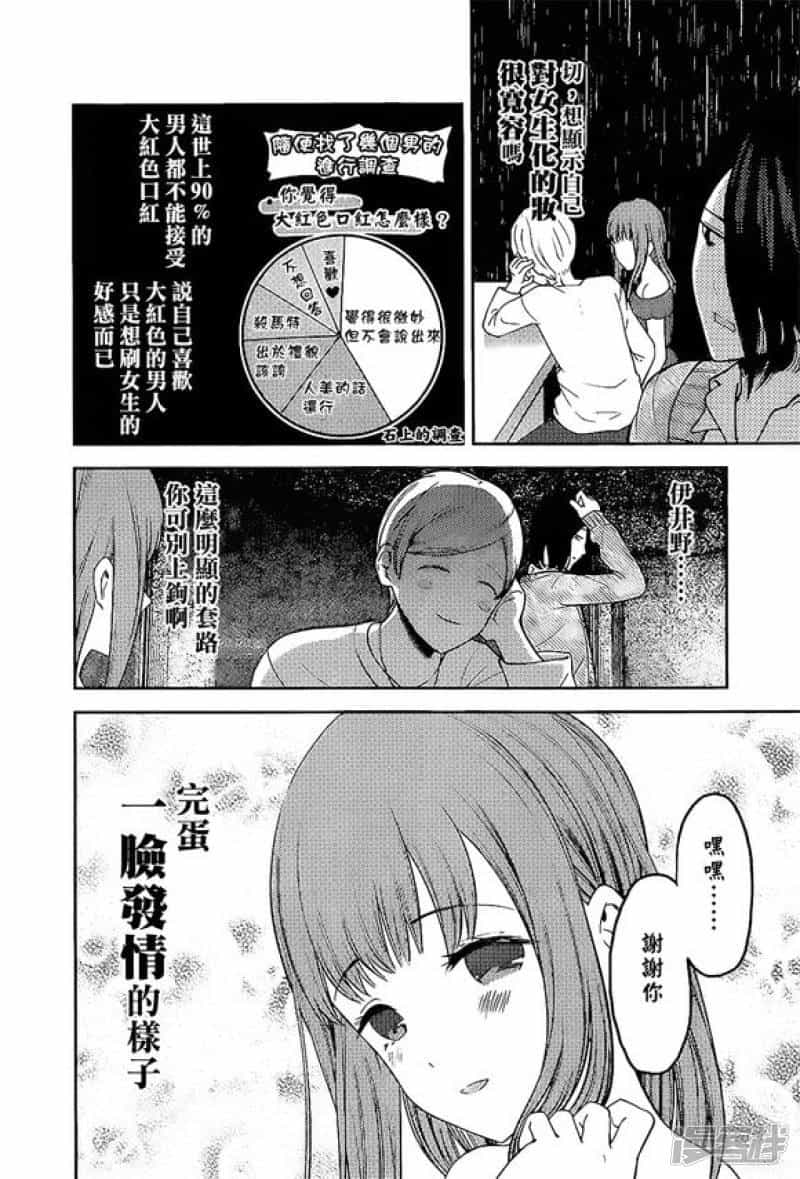 切，想顯示自己
對女生化的妝
很寬容嗎
隨便找了幾個男的
進行調查
你覺得
大紅色口紅怎麼樣？
覺得很微妙
但不會說出來
人美的話
還行
出於禮貌
誇誇
殺馬特
不想回答
喜歡♥
石上的調查
這世上90%的
男人都不能接受
大紅色口紅
說自己喜歡
大紅色的男人
只是想刷女生的
好感而已
伊井野……
這麼明顯的套路
你可別上鉤啊
嘿嘿……
謝謝你
完蛋
一臉發情的樣子
漫客栈